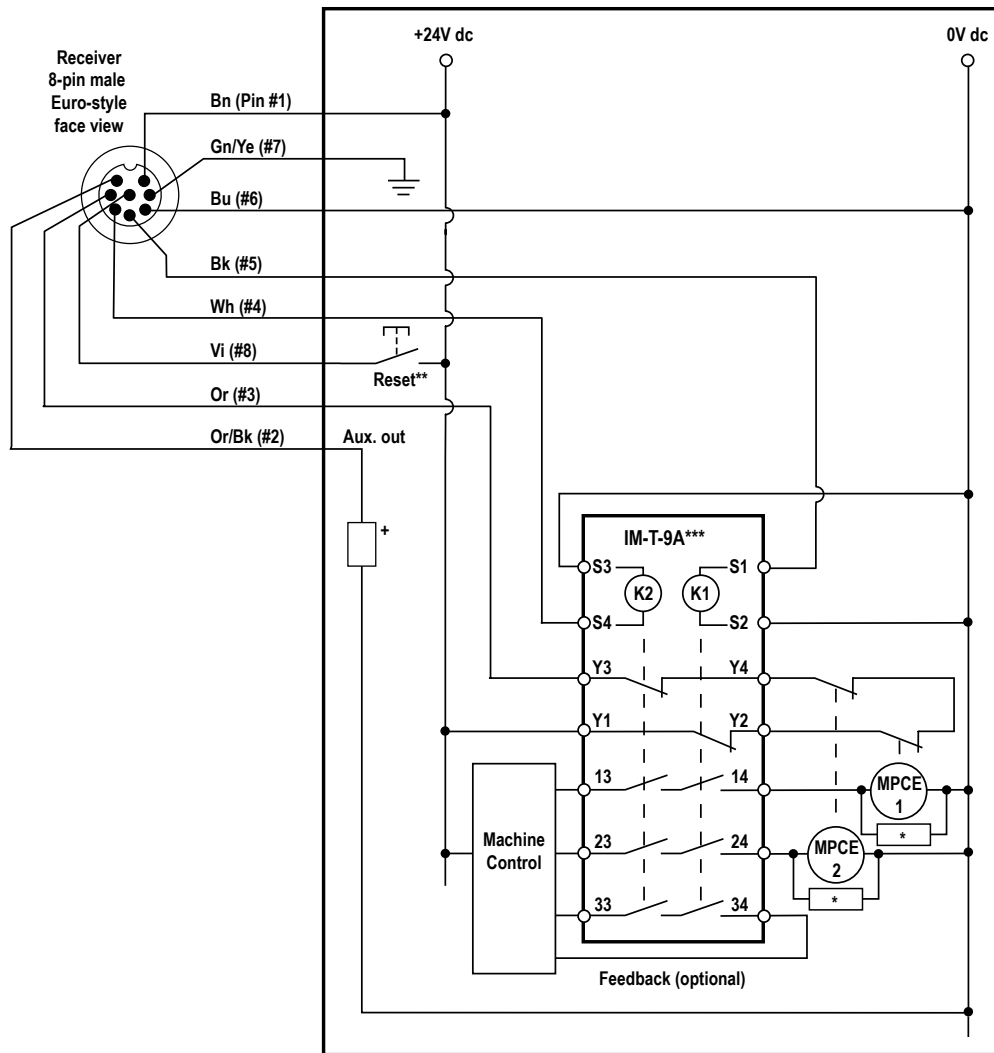 +24V dc
0V dc
Receiver
8-pin male
Euro-style
face view
Bn (Pin #1)
Gn/Ye (#7)
Bu (#6)
Bk (#5)
Wh (#4)
Vi (#8)
Reset**
Or (#3)
Or/Bk (#2)
Aux. out
+
IM-T-9A***
S3
S1
K2
K1
S4
S2
Y3
Y4
Y1
Y2
13
14
MPCE
1
*
Machine
Control
23
24
MPCE
2
*
33
34
Feedback (optional)